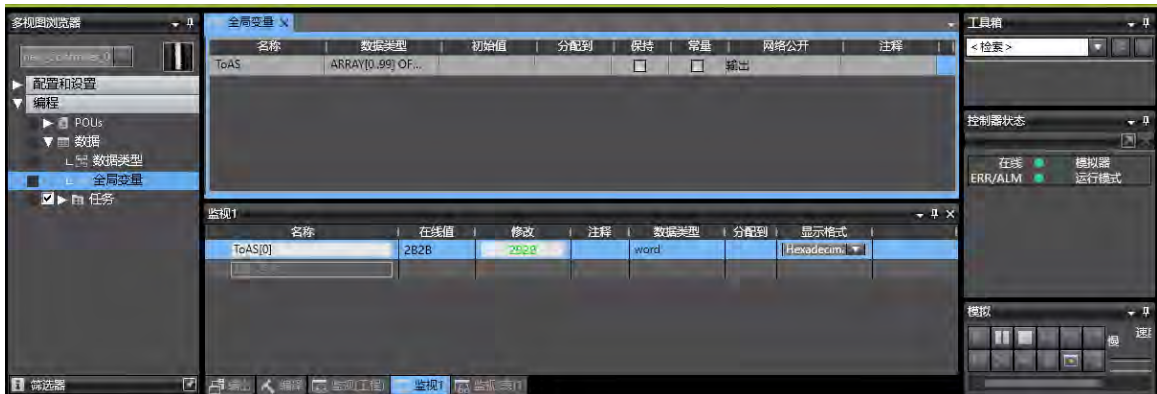 多视图浏览器
配置和设置
编程
POUs
数据
数据类型
全局变量
任务
筛选器
全局变量
名称 数据类型 初始值 分配到 保持 常量 网络公开 注释
ToAS ARRAY[0..99] OF... 输出
监视1
名称 在线值 修改 注释 数据类型 分配到 显示格式
ToAS[0] 2B2B 2B2B word Hexadecim
输出 编译 监视(工程) 监视1
工具箱
<检索>
控制器状态
在线 模拟器
ERR/ALM 运行模式
模拟
慢